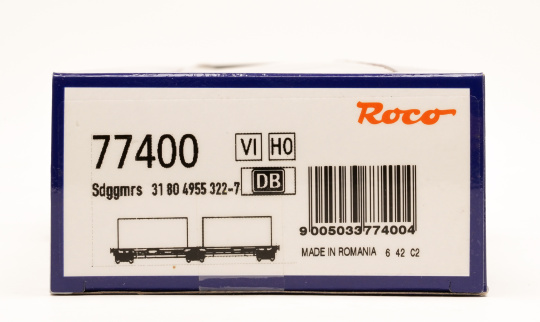 Roco
77400 VI H0
Sdggmrs 31 80 4955 322-7 DB
9 005033 774004
MADE IN ROMANIA 6 42 C2